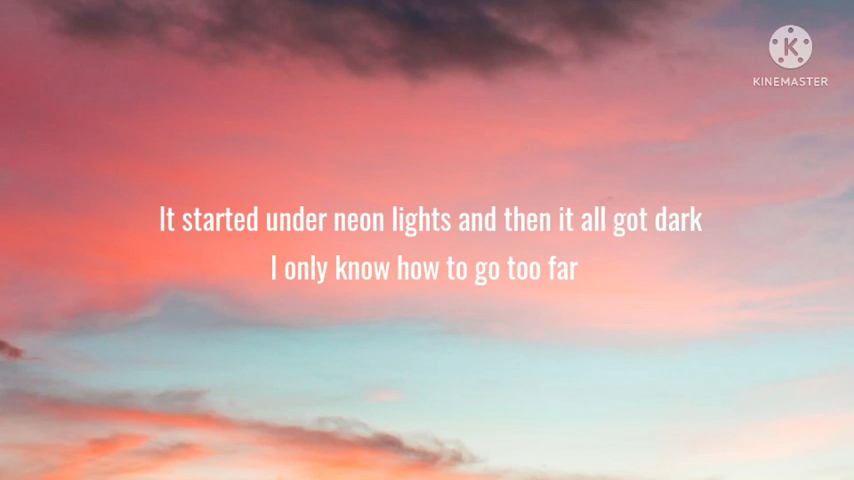 K
KINEMASTER
It started under neon lights and then it all got dark
I only know how to go too far